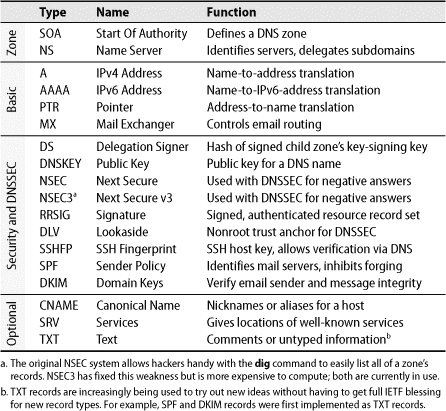 Type Name Function
Zone
SOA Start Of Authority Defines a DNS zone
NS Name Server Identifies servers, delegates subdomains
Basic
A IPv4 Address Name-to-address translation
AAAA IPv6 Address Name-to-IPv6-address translation
PTR Pointer Address-to-name translation
MX Mail Exchanger Controls email routing
Security and DNSSEC
DS Delegation Signer Hash of signed child zone's key-signing key
DNSKEY Public Key Public key for a DNS name
NSEC Next Secure Used with DNSSEC for negative answers
NSEC3a Next Secure v3 Used with DNSSEC for negative answers
RRSIG Signature Signed, authenticated resource record set
DLV Lookaside Nonroot trust anchor for DNSSEC
SSHFP SSH Fingerprint SSH host key, allows verification via DNS
SPF Sender Policy Identifies mail servers, inhibits forging
DKIM Domain Keys Verify email sender and message integrity
Optional
CNAME Canonical Name Nicknames or aliases for a host
SRV Services Gives locations of well-known services
TXT Text Comments or untyped informationb
a. The original NSEC system allows hackers handy with the dig command to easily list all of a zone's
records. NSEC3 has fixed this weakness but is more expensive to compute; both are currently in use.
b. TXT records are increasingly being used to try out new ideas without having to get full IETF blessing
for new record types. For example, SPF and DKIM records were first implemented as TXT records.